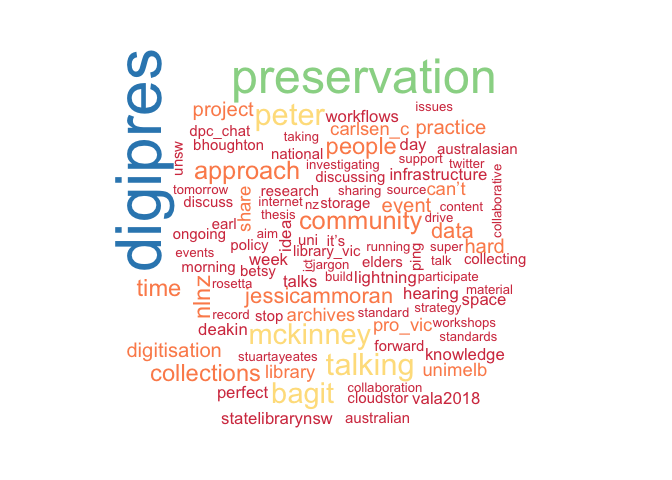 digipres
preservation
issues
project
peter
workflows
dpc_chat
taking
carlsen_c
practice
unsw
bhoughton
national
people
day
australasian
investigating
support
twitter
approach
discussing
infrastructure
collaborative
tomorrow
research
sharing
source
can't
discuss
share
internet
nz
storage
event
content
thesis
earl
aim
idea
community
drive
ongoing
policy
uni
it's
data
events
library_vic
running
ping
super
hard
morning
week
ict
jargon
elders
talk
collecting
betsy
talks
build
lightning
participate
time
nlnz
rosetta
jessicammoran
hearing
material
space
record
stop
archives
standard
strategy
deakin
mckinney
pro_vic
workshops
standards
digitisation
forward
stuartayeates
talking
knowledge
collections
library
unimelb
perfect
bagit
collaboration
cloudstor
vala2018
statelibrarynsw
australian